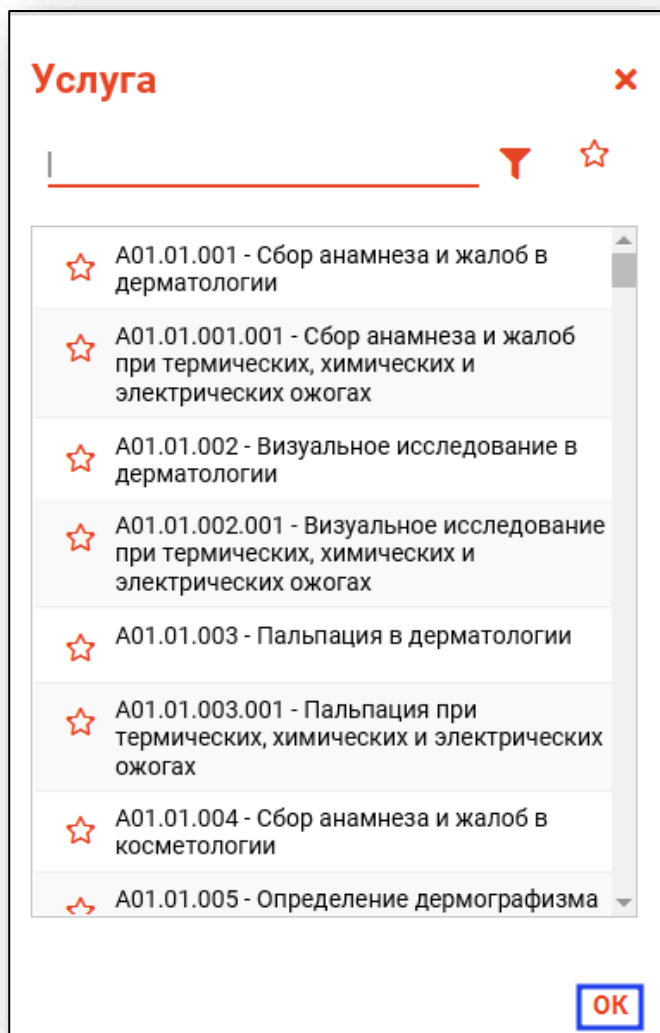 Услуга
A01.01.001 - Сбор анамнеза и жалоб в
дерматологии
A01.01.001.001 - Сбор анамнеза и жалоб
при термических, химических и
электрических ожогах
A01.01.002 - Визуальное исследование в
дерматологии
A01.01.002.001 - Визуальное исследование
при термических, химических и
электрических ожогах
A01.01.003 - Пальпация в дерматологии
A01.01.003.001 - Пальпация при
термических, химических и электрических
ожогах
A01.01.004 - Сбор анамнеза и жалоб в
косметологии
A01.01.005 - Определение дермографизма
ОК